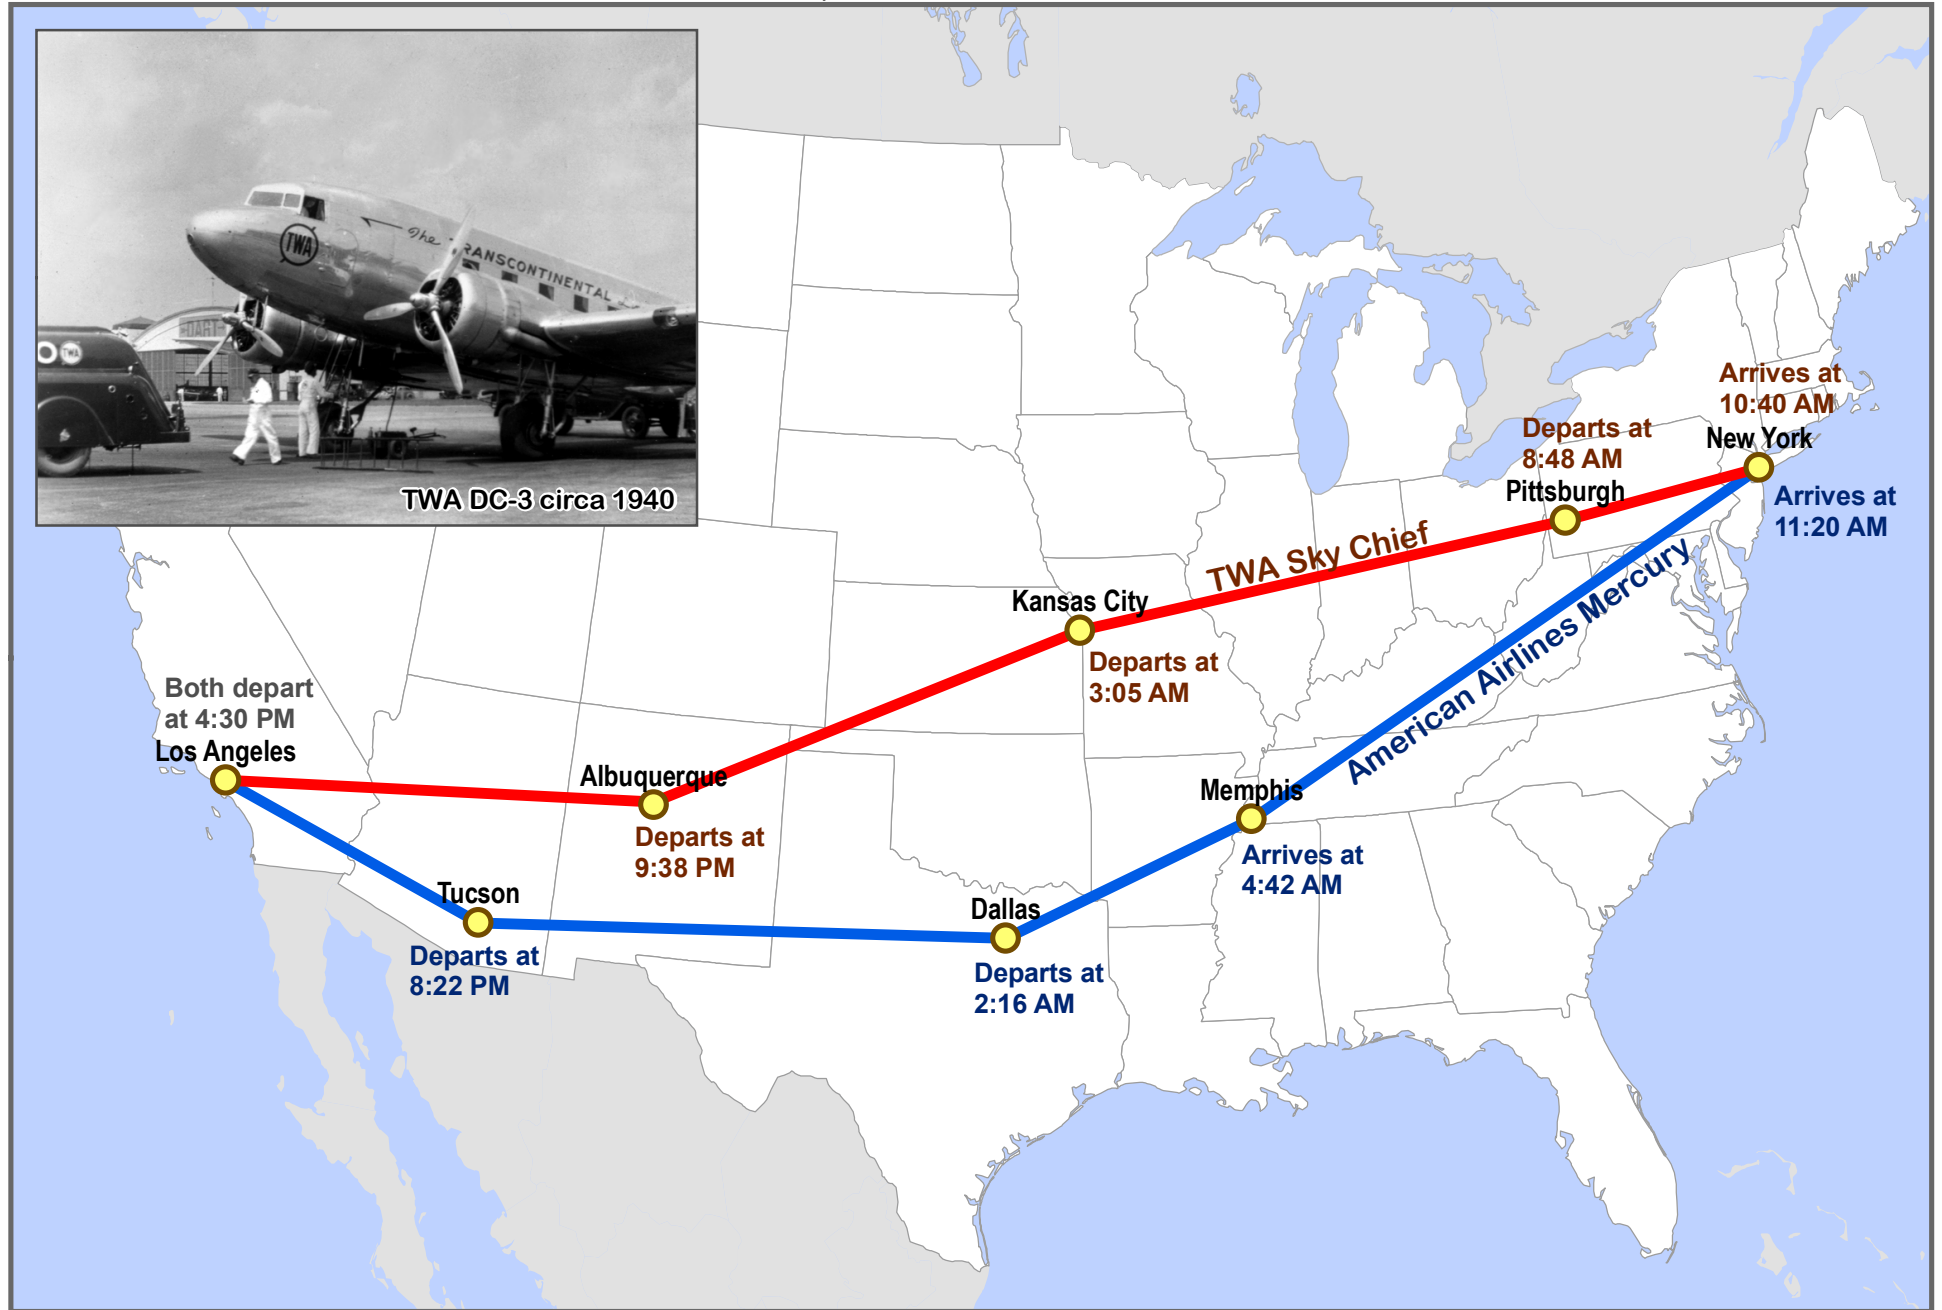 TWA
The TRANSCONTINENTAL
TWA
TWA DC-3 circa 1940
Arrives at
10:40 AM
New York
Departs at
8:48 AM
Pittsburgh
Arrives at
11:20 AM
TWA Sky Chief
American Airlines Mercury
Kansas City
Departs at
3:05 AM
Both depart
at 4:30 PM
Los Angeles
Albuquerque
Departs at
9:38 PM
Memphis
Arrives at
4:42 AM
Tucson
Departs at
8:22 PM
Dallas
Departs at
2:16 AM